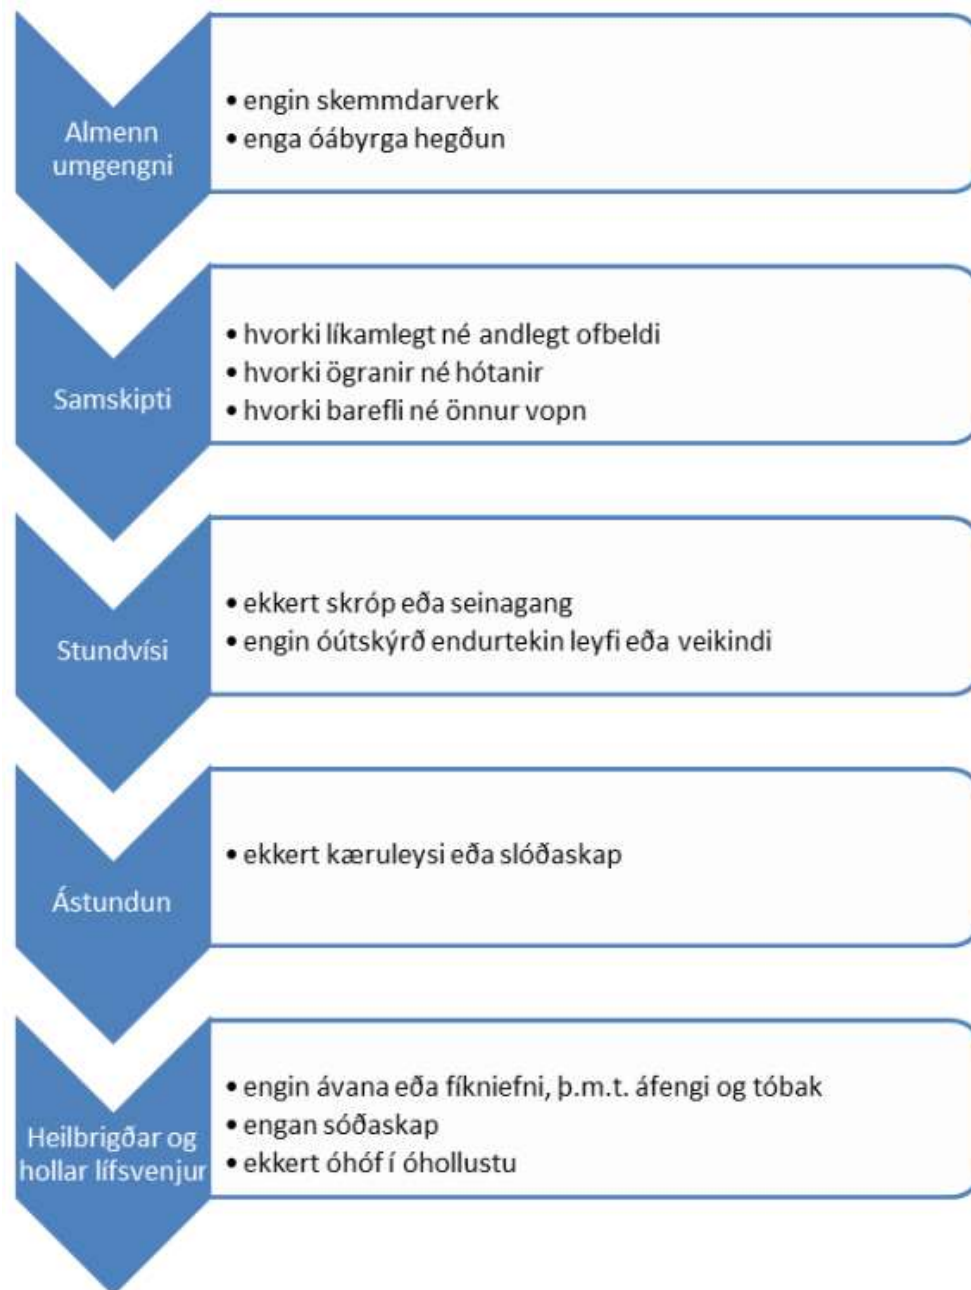 Almenn
umgengni
• engin skemmdarverk
• enga óábyrga hegðun
Samskipti
• hvorki líkamlegt né andlegt ofbeldi
• hvorki ögranir né hótanir
• hvorki barefli né önnur vopn
Stundvísi
• ekkert skróp eða seinagang
• engin óútskýrð endurtekin leyfi eða veikindi
Ástundun
• ekkert kæruleysi eða slóðaskap
Heilbrigðar og
hollar lífsvenjur
• engin ávana eða fíkniefni, þ.m.t. áfengi og tóbak
• engan sóðaskap
• ekkert óhóf í óhollustu